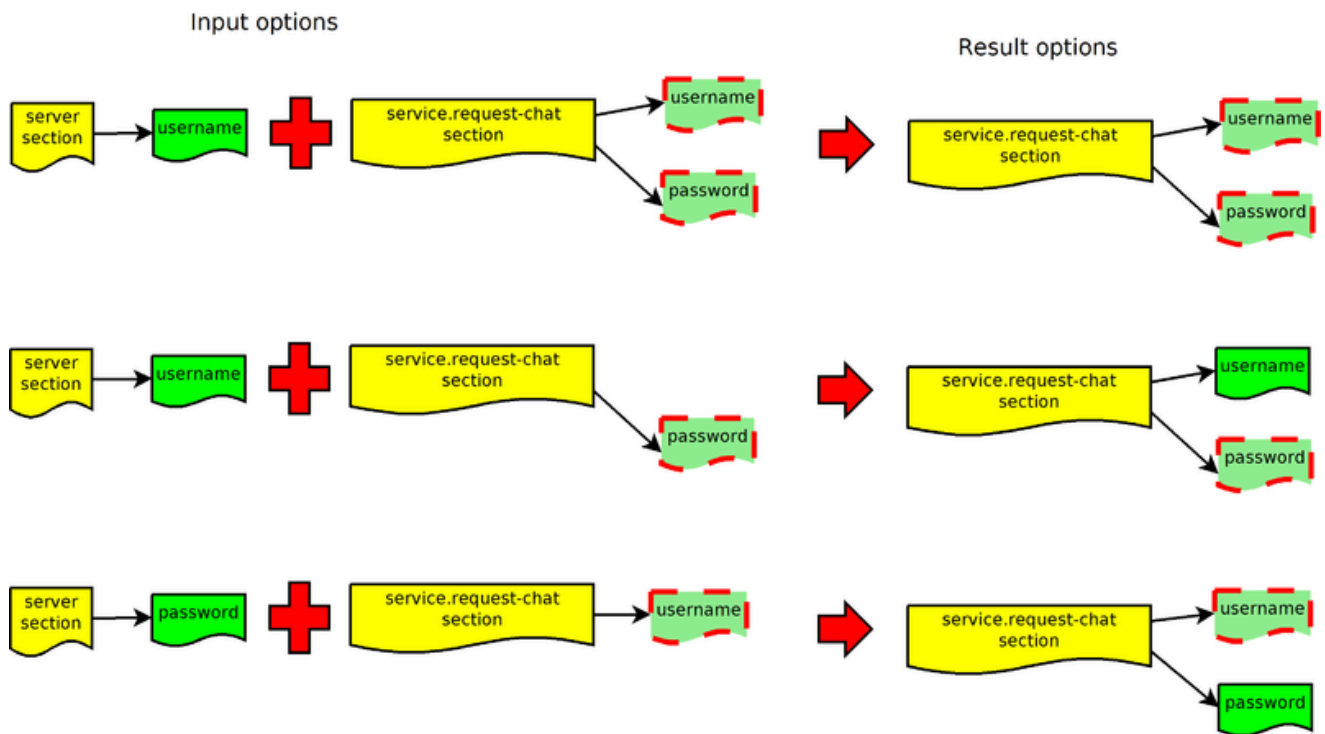 Input options
Result options
server
section
username
service.request-chat
section
username
password
service.request-chat
section
username
password
server
section
username
service.request-chat
section
password
service.request-chat
section
username
password
server
section
password
service.request-chat
section
username
service.request-chat
section
username
password